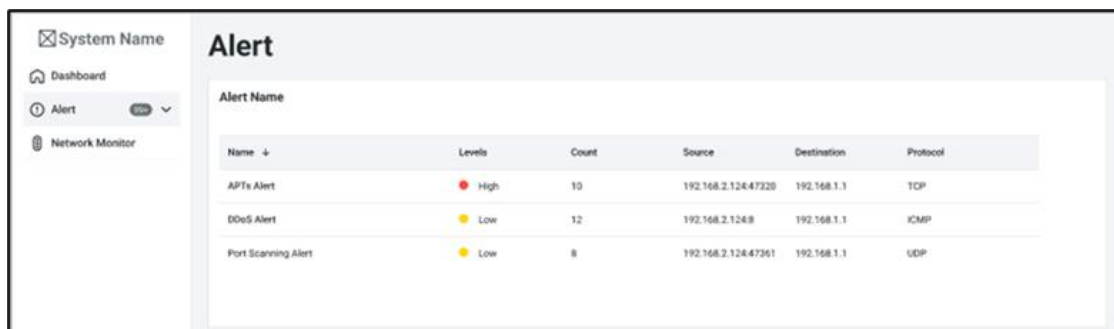 System Name
Dashboard
Alert
Network Monitor
Alert
Alert Name
Name ↓ Levels Count Source Destination Protocol
APTs Alert High 10 192.168.2.124:47320 192.168.1.1 TCP
DDoS Alert Low 12 192.168.2.124:8 192.168.1.1 ICMP
Port Scanning Alert Low 8 192.168.2.124:47361 192.168.1.1 UDP